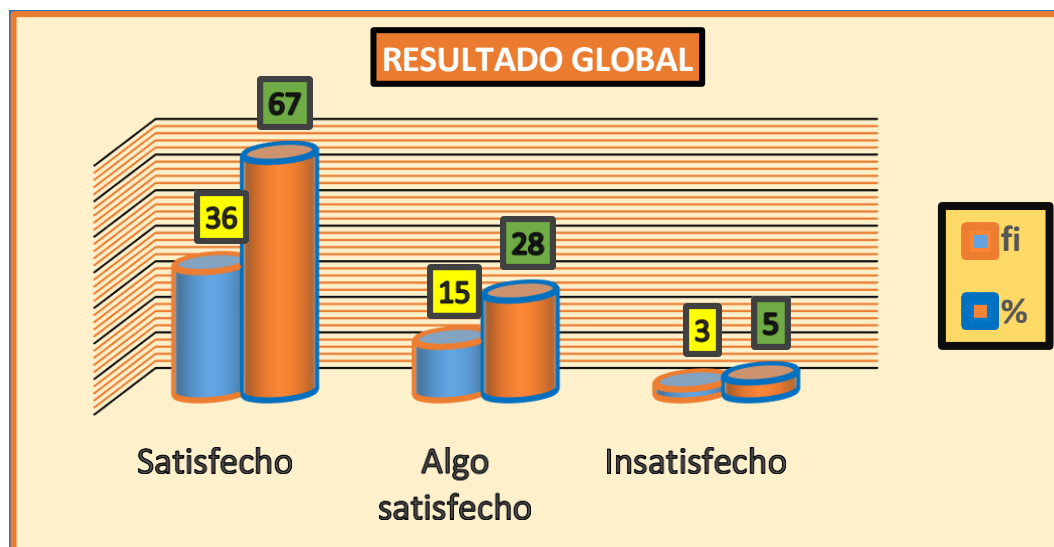 RESULTADO GLOBAL
67
36
28
15
3
5
fi
%
Satisfecho
Algo
satisfecho
Insatisfecho